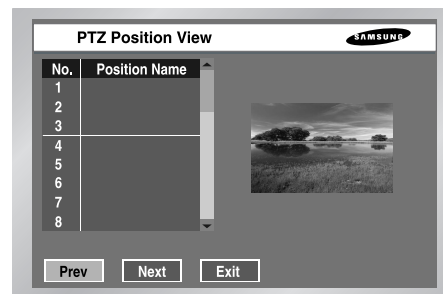 PTZ Position View
SAMSUNG
No. Position Name
1
2
3
4
5
6
7
8
Prev Next Exit